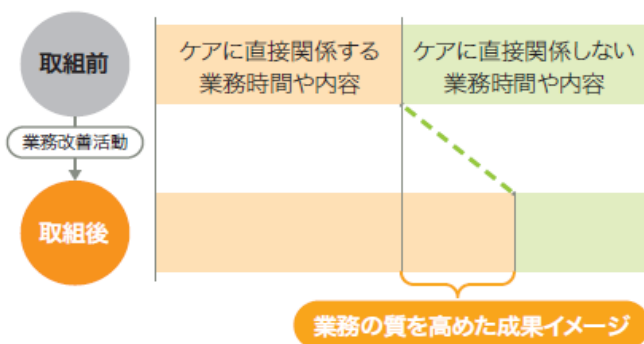 取組前
ケアに直接関係する
業務時間や内容
ケアに直接関係しない
業務時間や内容
業務改善活動
取組後
業務の質を高めた成果イメージ